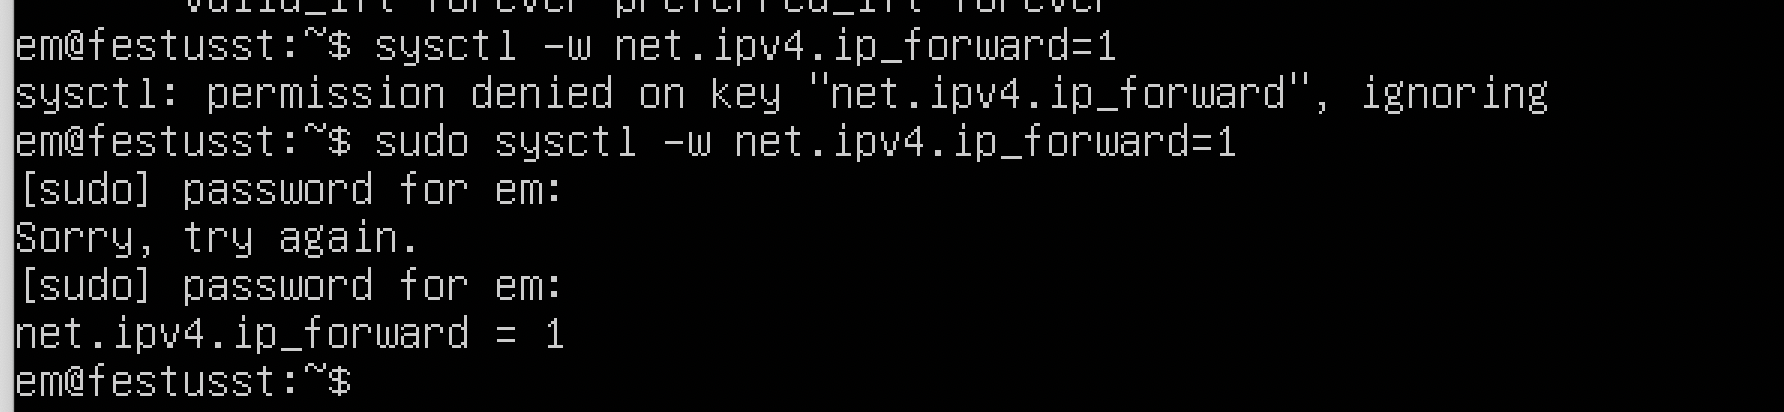 valid_lft forever preferred_lft forever
em@festusst:~$ sysctl -w net.ipv4.ip_forward=1
sysctl: permission denied on key "net.ipv4.ip_forward", ignoring
em@festusst:~$ sudo sysctl -w net.ipv4.ip_forward=1
[sudo] password for em:
Sorry, try again.
[sudo] password for em:
net.ipv4.ip_forward = 1
em@festusst:~$